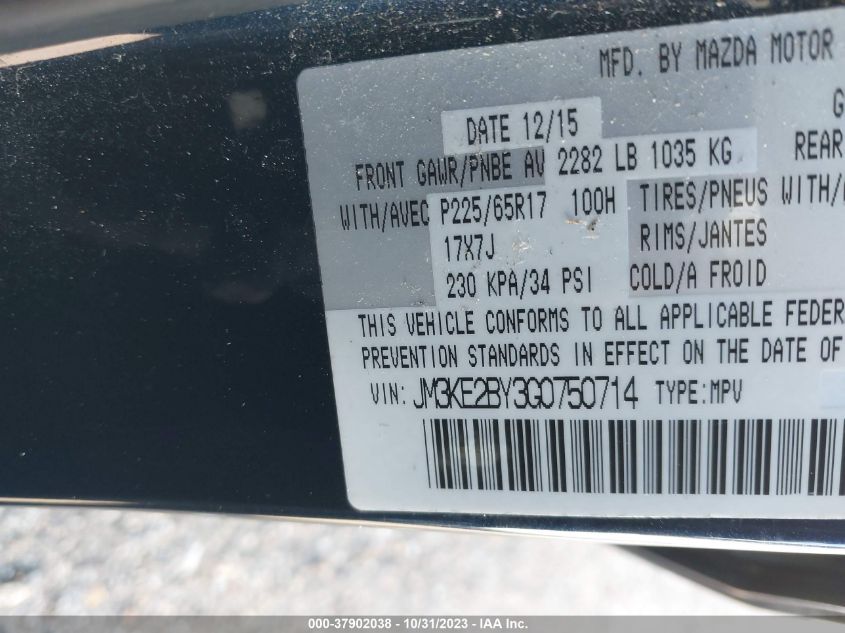 MFD. BY MAZDA MOTOR
DATE 12/15
FRONT GAWR/PNBE AV 2282 LB 1035 KG REAR
WITH/AVEC P225/65R17 100H TIRES/PNEUS WITH/
17X7J RIMS/JANTES
230 KPA/34 PSI COLD/A FROID
THIS VEHICLE CONFORMS TO ALL APPLICABLE FEDER
PREVENTION STANDARDS IN EFFECT ON THE DATE OF
VIN: JM3KE2BY3G0750714 TYPE:MPV
000-37902038 - 10/31/2023 - © IAA Inc.